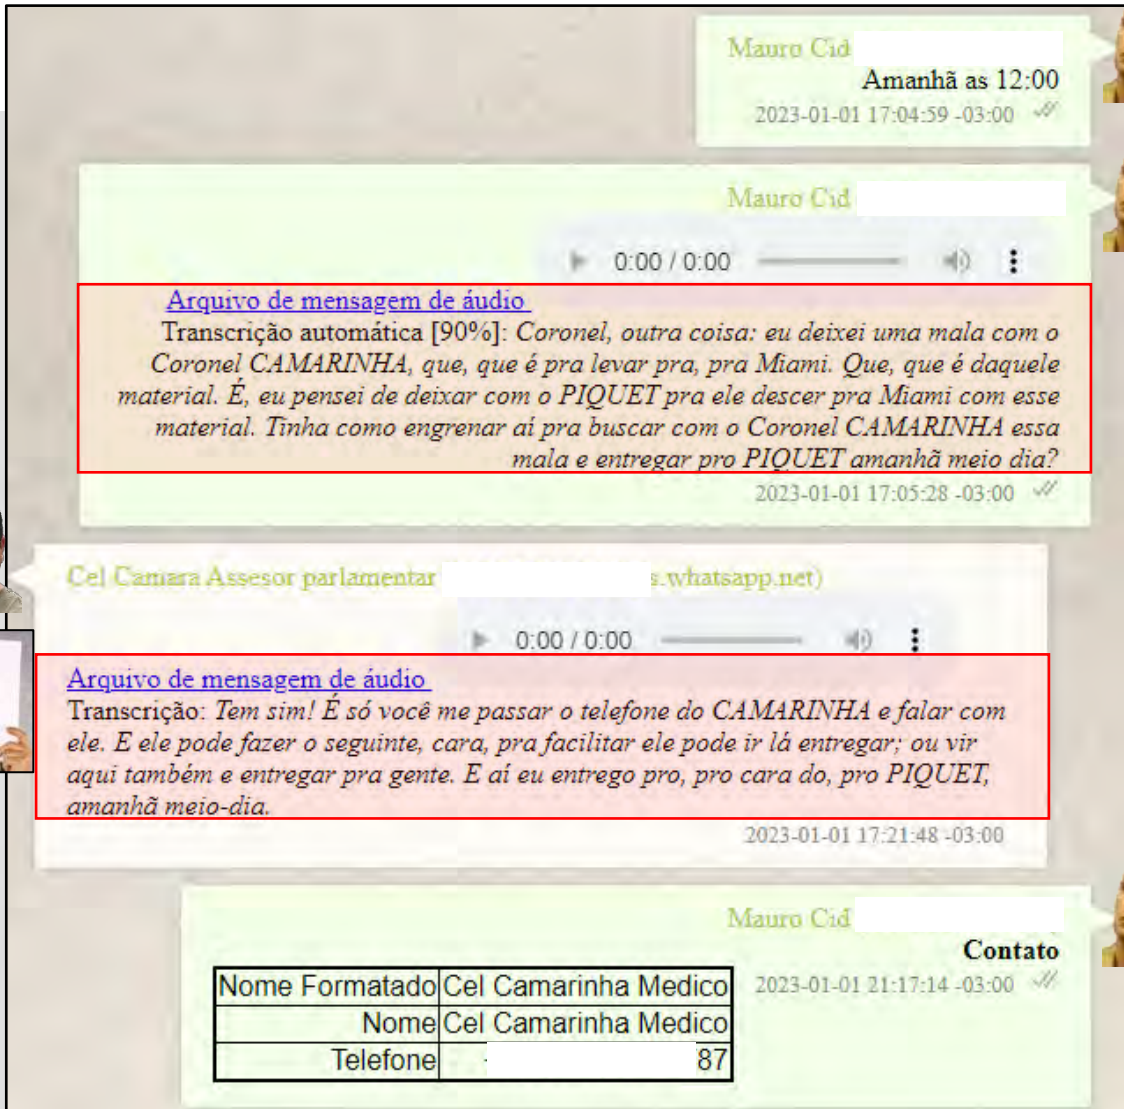 Mauro Cid
Amanhã as 12:00
2023-01-01 17:04:59 -03:00
Mauro Cid
0:00 / 0:00
Arquivo de mensagem de áudio
Transcrição automática [90%]: Coronel, outra coisa: eu deixei uma mala com o
Coronel CAMARINHA, que, que é pra levar pra, pra Miami. Que, que é daquele
material. É, eu pensei de deixar com o PIQUET pra ele descer pra Miami com esse
material. Tinha como engrenar aí pra buscar com o Coronel CAMARINHA essa
mala e entregar pro PIQUET amanhã meio dia?
2023-01-01 17:05:28 -03:00
Cel Camara Assesor parlamentar s.whatsapp.net)
0:00 / 0:00
Arquivo de mensagem de áudio
Transcrição: Tem sim! É só você me passar o telefone do CAMARINHA e falar com
ele. E ele pode fazer o seguinte, cara, pra facilitar ele pode ir lá entregar; ou vir
aqui também e entregar pra gente. E aí eu entrego pro, pro cara do, pro PIQUET,
amanhã meio-dia.
2023-01-01 17:21:48 -03:00
Mauro Cid
Contato
2023-01-01 21:17:14 -03:00
Nome Formatado Cel Camarinha Medico
Nome Cel Camarinha Medico
Telefone 87